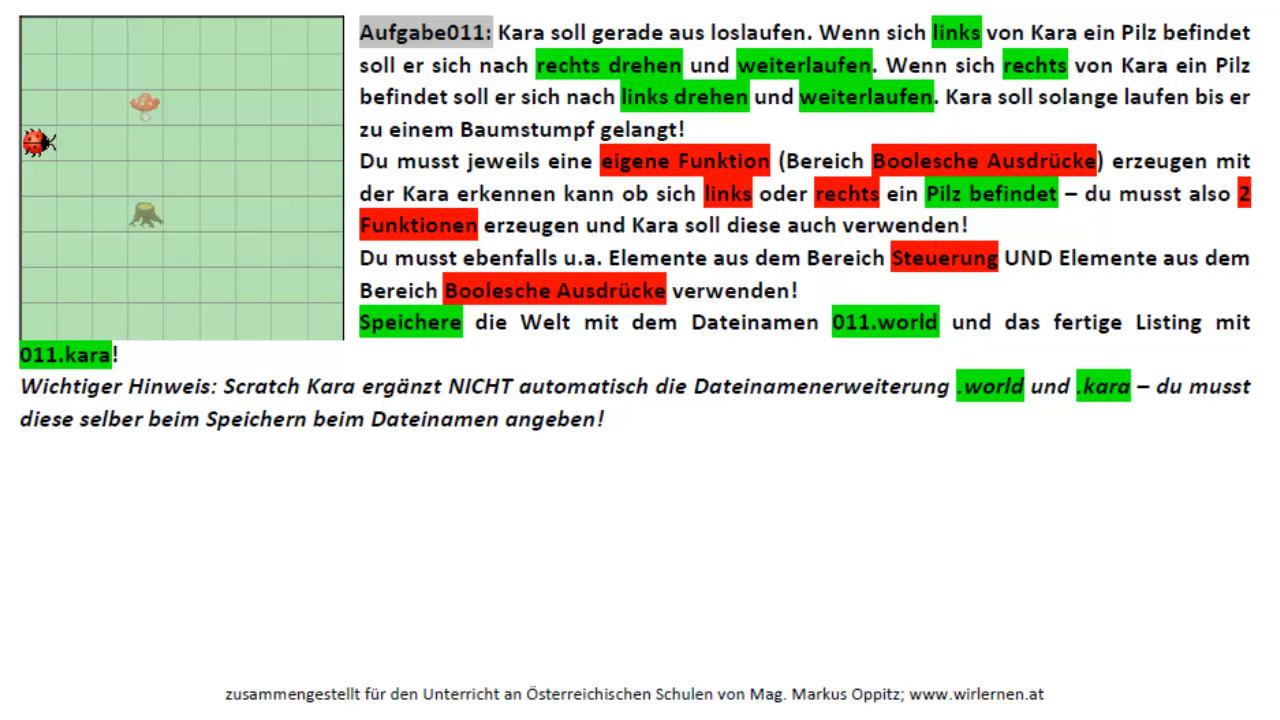 Aufgabe011: Kara soll gerade aus loslaufen. Wenn sich links von Kara ein Pilz befindet
soll er sich nach rechts drehen und weiterlaufen. Wenn sich rechts von Kara ein Pilz
befindet soll er sich nach links drehen und weiterlaufen. Kara soll solange laufen bis er
zu einem Baumstumpf gelangt!
Du musst jeweils eine eigene Funktion (Bereich Boolesche Ausdrücke) erzeugen mit
der Kara erkennen kann ob sich links oder rechts ein Pilz befindet – du musst also 2
Funktionen erzeugen und Kara soll diese auch verwenden!
Du musst ebenfalls u.a. Elemente aus dem Bereich Steuerung UND Elemente aus dem
Bereich Boolesche Ausdrücke verwenden!
Speichere die Welt mit dem Dateinamen 011.world und das fertige Listing mit
011.kara!
Wichtiger Hinweis: Scratch Kara ergänzt NICHT automatisch die Dateinamenerweiterung .world und .kara – du musst
diese selber beim Speichern beim Dateinamen angeben!
zusammengestellt für den Unterricht an Österreichischen Schulen von Mag. Markus Oppitz; www.wirlernen.at